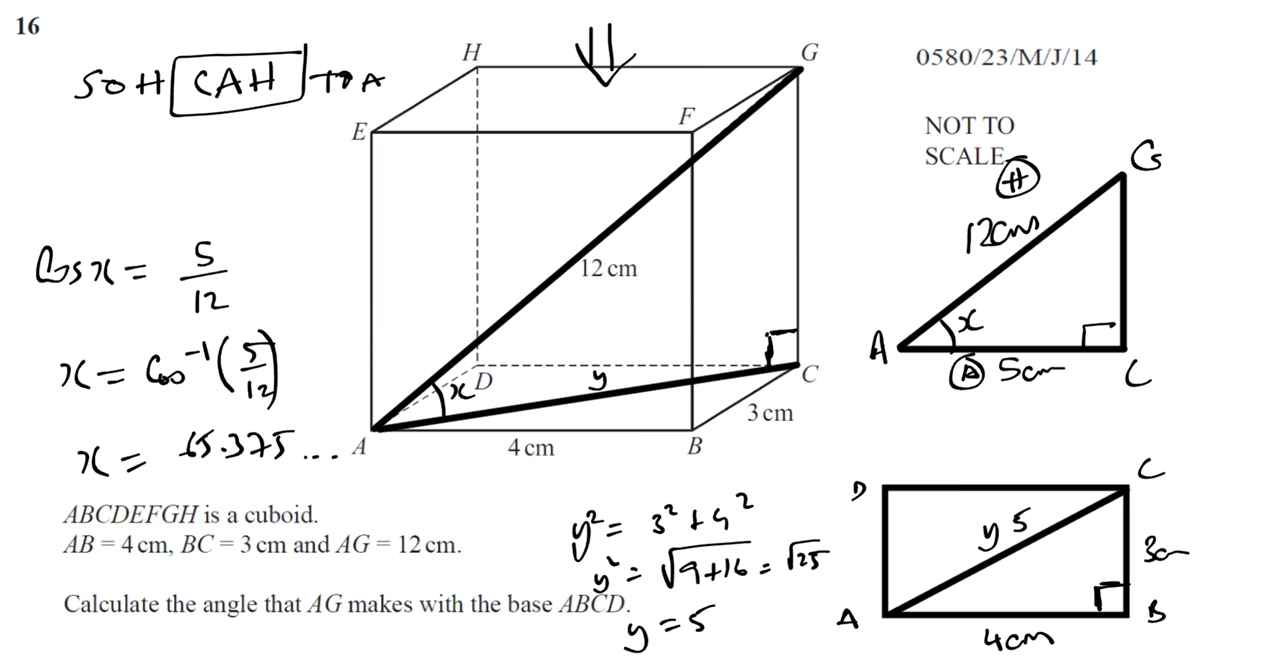 16
0580/23/M/J/14
SOH CAH TOA
H
G
E
F
NOT TO
SCALE
G
H
12cm
12 cm
Cos x = 5/12
x
A
A 5cm
C
x = Cos⁻¹(5/12)
x
D
y
C
3 cm
x = 65.375...
A
4 cm
B
D
C
ABCDEFGH is a cuboid.
AB = 4 cm, BC = 3 cm and AG = 12 cm.
y² = 3² + 4²
y 5
3cm
y² = √9+16 = √25
Calculate the angle that AG makes with the base ABCD.
y = 5
A
B
4cm